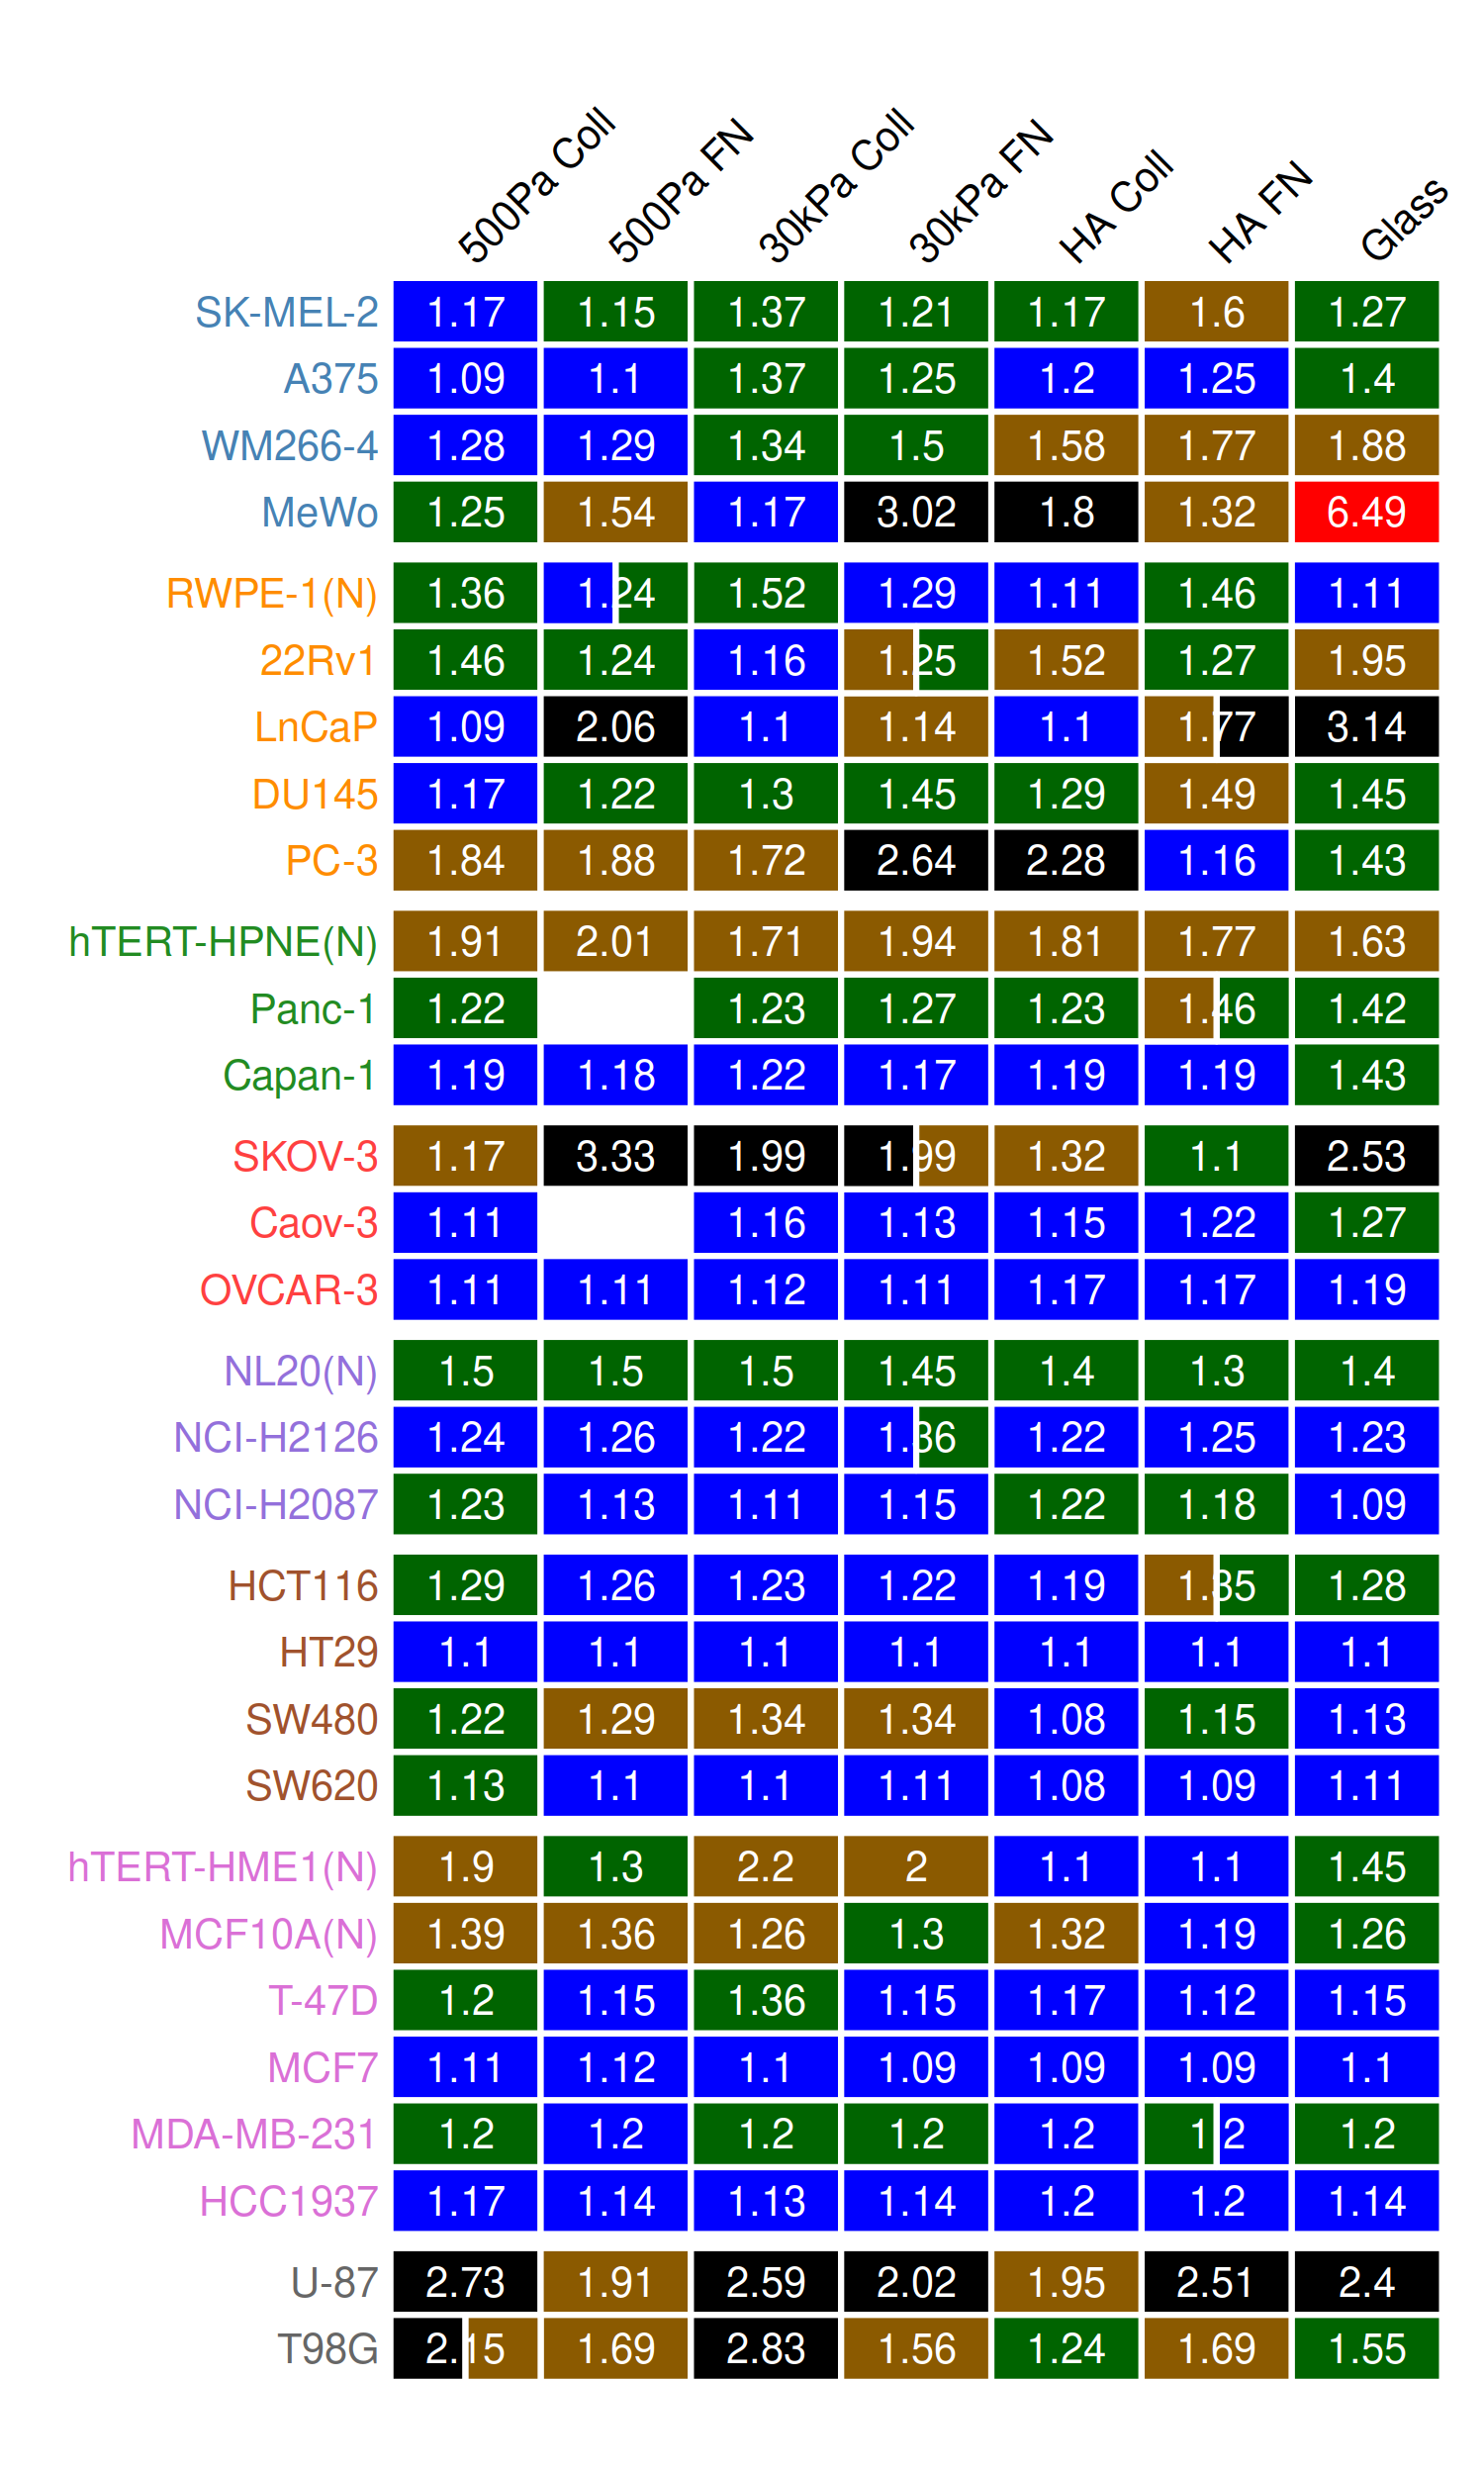 500Pa Coll 500Pa FN 30kPa Coll 30kPa FN HA Coll HA FN Glass
SK-MEL-2 1.17 1.15 1.37 1.21 1.17 1.6 1.27
A375 1.09 1.1 1.37 1.25 1.2 1.25 1.4
WM266-4 1.28 1.29 1.34 1.5 1.58 1.77 1.88
MeWo 1.25 1.54 1.17 3.02 1.8 1.32 6.49
RWPE-1(N) 1.36 1.24 1.52 1.29 1.11 1.46 1.11
22Rv1 1.46 1.24 1.16 1.25 1.52 1.27 1.95
LnCaP 1.09 2.06 1.1 1.14 1.1 1.77 3.14
DU145 1.17 1.22 1.3 1.45 1.29 1.49 1.45
PC-3 1.84 1.88 1.72 2.64 2.28 1.16 1.43
hTERT-HPNE(N) 1.91 2.01 1.71 1.94 1.81 1.77 1.63
Panc-1 1.22 1.23 1.27 1.23 1.46 1.42
Capan-1 1.19 1.18 1.22 1.17 1.19 1.19 1.43
SKOV-3 1.17 3.33 1.99 1.99 1.32 1.1 2.53
Caov-3 1.11 1.16 1.13 1.15 1.22 1.27
OVCAR-3 1.11 1.11 1.12 1.11 1.17 1.17 1.19
NL20(N) 1.5 1.5 1.5 1.45 1.4 1.3 1.4
NCI-H2126 1.24 1.26 1.22 1.36 1.22 1.25 1.23
NCI-H2087 1.23 1.13 1.11 1.15 1.22 1.18 1.09
HCT116 1.29 1.26 1.23 1.22 1.19 1.35 1.28
HT29 1.1 1.1 1.1 1.1 1.1 1.1 1.1
SW480 1.22 1.29 1.34 1.34 1.08 1.15 1.13
SW620 1.13 1.1 1.1 1.11 1.08 1.09 1.11
hTERT-HME1(N) 1.9 1.3 2.2 2 1.1 1.1 1.45
MCF10A(N) 1.39 1.36 1.26 1.3 1.32 1.19 1.26
T-47D 1.2 1.15 1.36 1.15 1.17 1.12 1.15
MCF7 1.11 1.12 1.1 1.09 1.09 1.09 1.1
MDA-MB-231 1.2 1.2 1.2 1.2 1.2 1.2 1.2
HCC1937 1.17 1.14 1.13 1.14 1.2 1.2 1.14
U-87 2.73 1.91 2.59 2.02 1.95 2.51 2.4
T98G 2.15 1.69 2.83 1.56 1.24 1.69 1.55